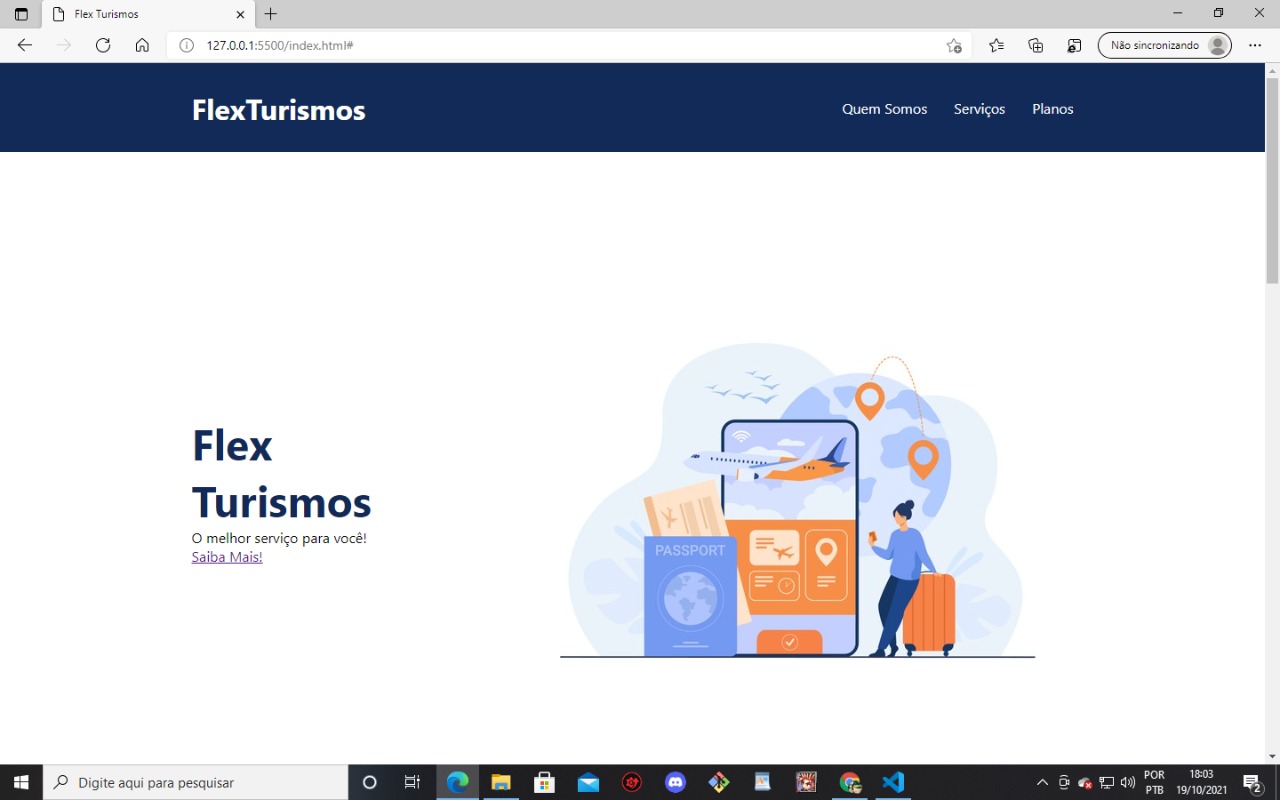 Flex Turismos
127.0.0.1:5500/index.html#
Não sincronizando
FlexTurismos
Quem Somos
Serviços
Planos
Flex
Turismos
O melhor serviço para você!
Saiba Mais!
PASSPORT
Digite aqui para pesquisar
POR
PTB
18:03
19/10/2021
2